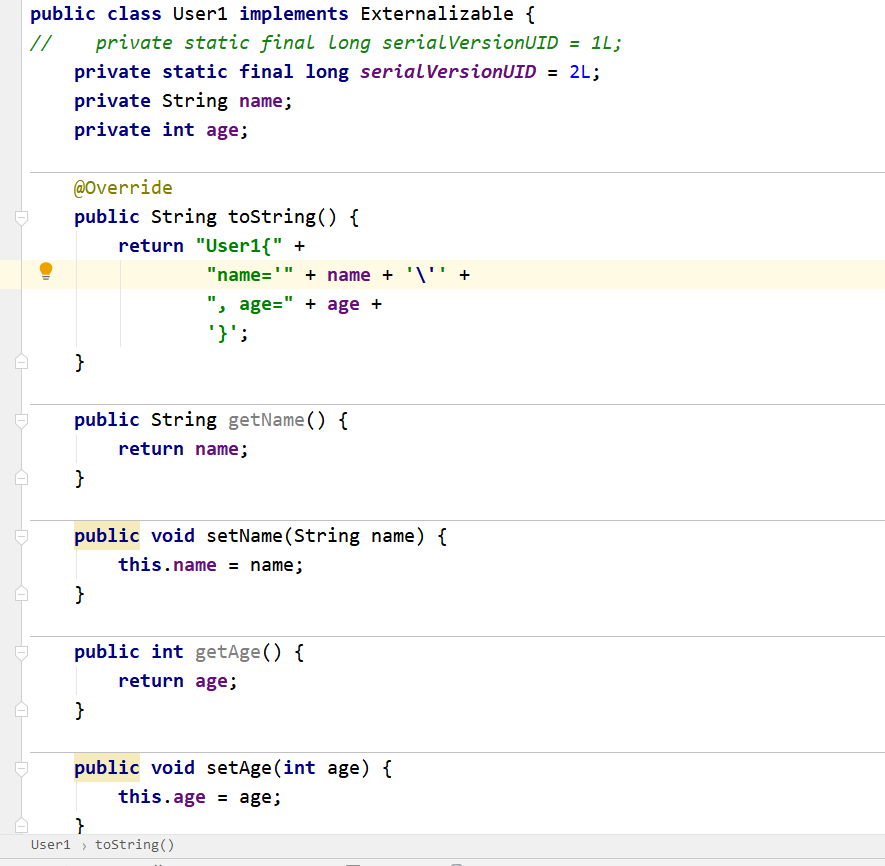 public class User1 implements Externalizable {
//    private static final long serialVersionUID = 1L;
    private static final long serialVersionUID = 2L;
    private String name;
    private int age;
    @Override
    public String toString() {
        return "User1{" +
                "name='" + name + '\'' +
                ", age=" + age +
                '}';
    }
    public String getName() {
        return name;
    }
    public void setName(String name) {
        this.name = name;
    }
    public int getAge() {
        return age;
    }
    public void setAge(int age) {
        this.age = age;
    }
User1 › toString()